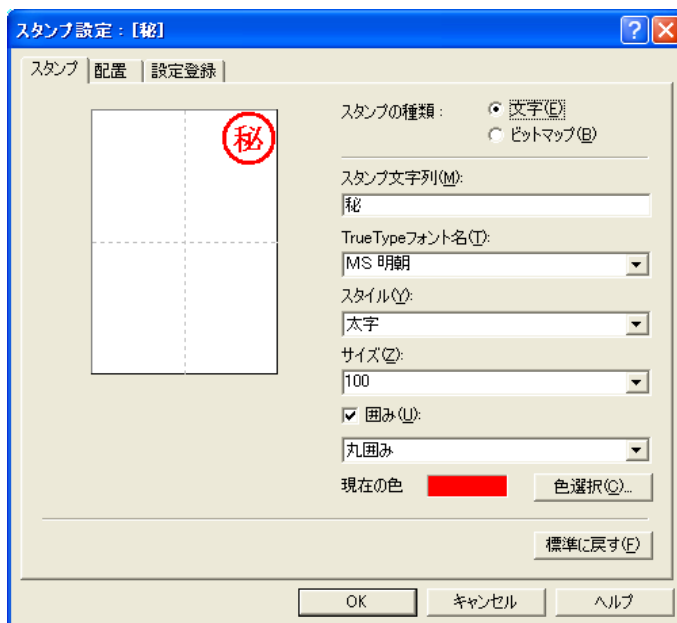 スタンプ設定：[秘]
スタンプ 配置 設定登録
秘
スタンプの種類： 文字(E)
ビットマップ(B)
スタンプ文字列(M):
秘
TrueTypeフォント名(T):
MS 明朝
スタイル(Y):
太字
サイズ(Z):
100
囲み(U):
丸囲み
現在の色 色選択(C)...
標準に戻す(F)
OK キャンセル ヘルプ